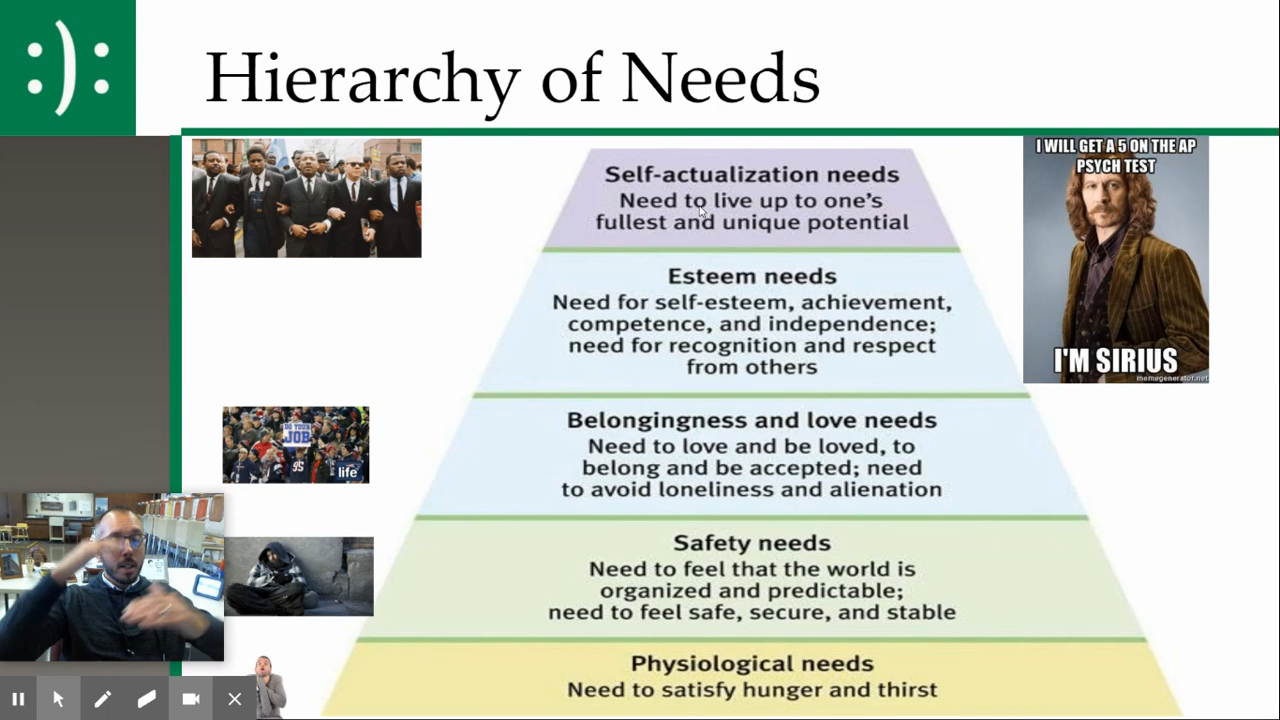 Hierarchy of Needs
I WILL GET A 5 ON THE AP
PSYCH TEST
I'M SIRIUS
memegenerator.net
Self-actualization needs
Need to live up to one's
fullest and unique potential
Esteem needs
Need for self-esteem, achievement,
competence, and independence;
need for recognition and respect
from others
Belongingness and love needs
Need to love and be loved, to
belong and be accepted; need
to avoid loneliness and alienation
DO YOUR
JOB
95
life
Safety needs
Need to feel that the world is
organized and predictable;
need to feel safe, secure, and stable
Physiological needs
Need to satisfy hunger and thirst